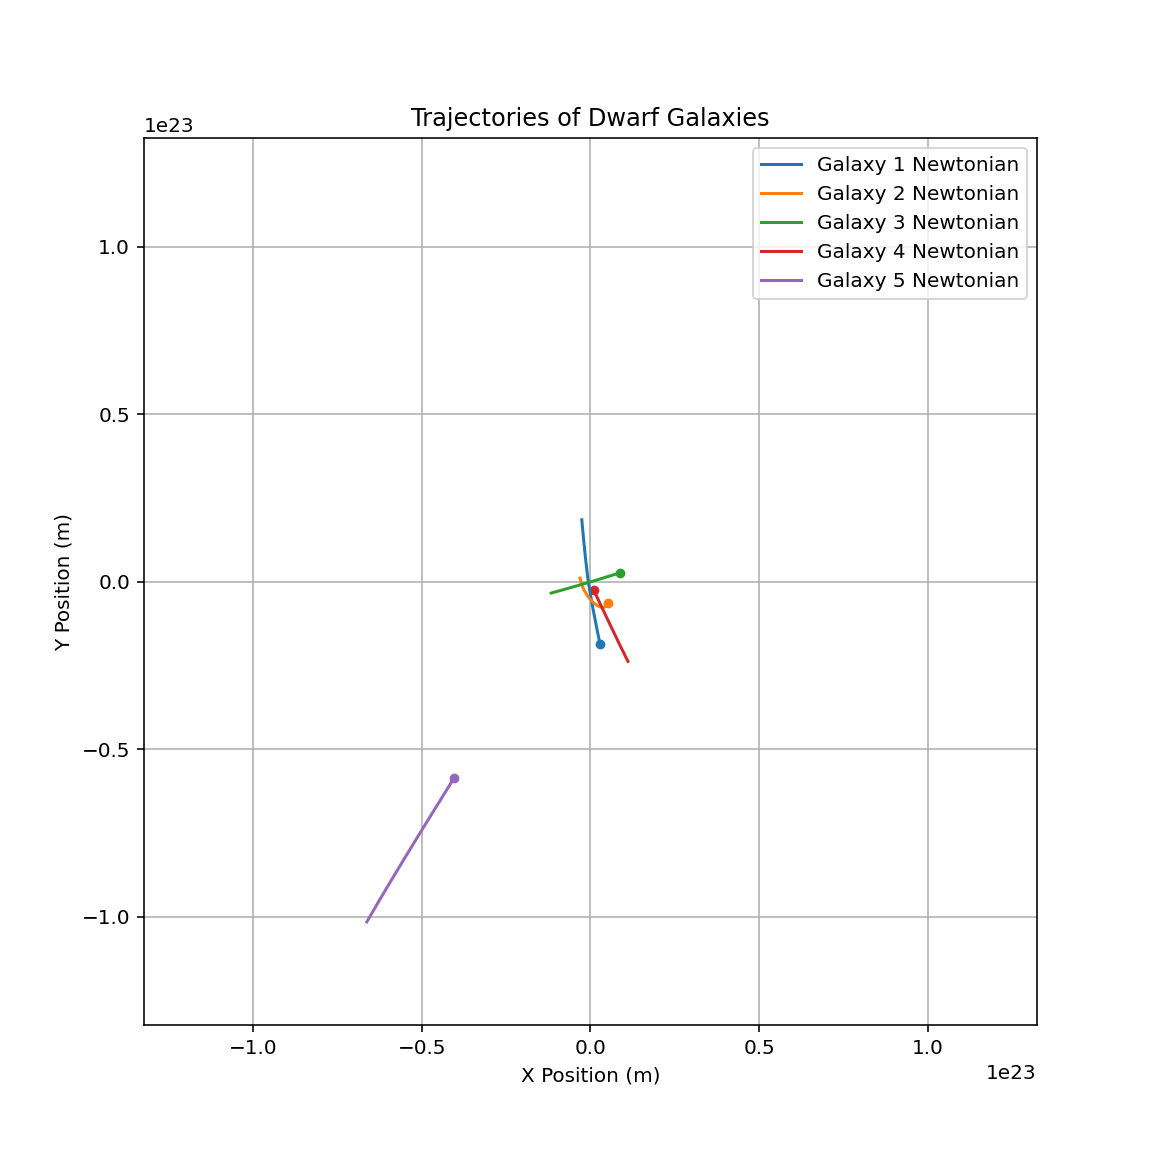 Trajectories of Dwarf Galaxies
1e23
Galaxy 1 Newtonian
Galaxy 2 Newtonian
Galaxy 3 Newtonian
Galaxy 4 Newtonian
Galaxy 5 Newtonian
1.0
0.5
0.0
−0.5
−1.0
Y Position (m)
−1.0 −0.5 0.0 0.5 1.0
1e23
X Position (m)